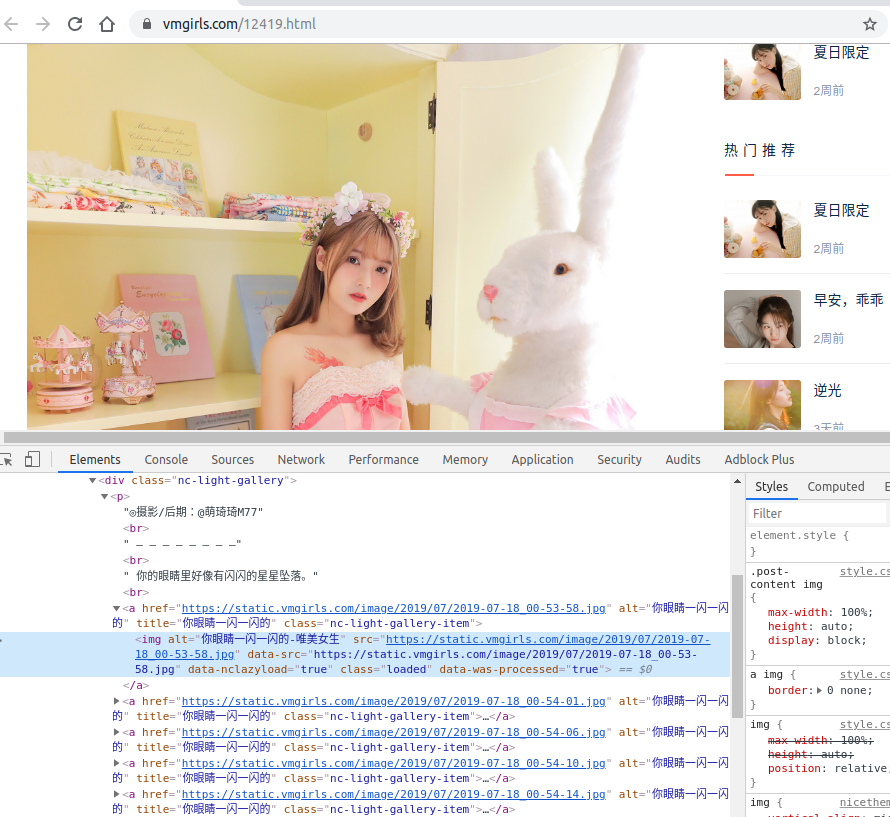 vmgirls.com/12419.html
夏日限定
2周前
热门推荐
夏日限定
2周前
早安，乖乖
2周前
逆光
3天前
Elements Console Sources Network Performance Memory Application Security Audits Adblock Plus
<div class="nc-light-gallery">
<p>
"◎摄影/后期：@萌琦琦M77"
<br>
" — — — — — — — —"
<br>
" 你的眼睛里好像有闪闪的星星坠落。"
<br>
<a href="https://static.vmgirls.com/image/2019/07/2019-07-18_00-53-58.jpg" alt="你眼睛一闪一闪
的" title="你眼睛一闪一闪的" class="nc-light-gallery-item">
<img alt="你眼睛一闪一闪的-唯美女生" src="https://static.vmgirls.com/image/2019/07/2019-07-
18_00-53-58.jpg" data-src="https://static.vmgirls.com/image/2019/07/2019-07-18_00-53-
58.jpg" data-nclazyload="true" class="loaded" data-was-processed="true"> == $0
</a>
<a href="https://static.vmgirls.com/image/2019/07/2019-07-18_00-54-01.jpg" alt="你眼睛一闪一闪
的" title="你眼睛一闪一闪的" class="nc-light-gallery-item">…</a>
<a href="https://static.vmgirls.com/image/2019/07/2019-07-18_00-54-06.jpg" alt="你眼睛一闪一闪
的" title="你眼睛一闪一闪的" class="nc-light-gallery-item">…</a>
<a href="https://static.vmgirls.com/image/2019/07/2019-07-18_00-54-10.jpg" alt="你眼睛一闪一闪
的" title="你眼睛一闪一闪的" class="nc-light-gallery-item">…</a>
<a href="https://static.vmgirls.com/image/2019/07/2019-07-18_00-54-14.jpg" alt="你眼睛一闪一闪
的" title="你眼睛一闪一闪的" class="nc-light-gallery-item">…</a>
Styles Computed E
Filter
element.style {
}
.post- style.cs
content img
{
max-width: 100%;
height: auto;
display: block;
}
a img { style.cs
border: 0 none;
}
img { style.cs
max-width: 100%;
height: auto;
position: relative;
}
img { nicethem